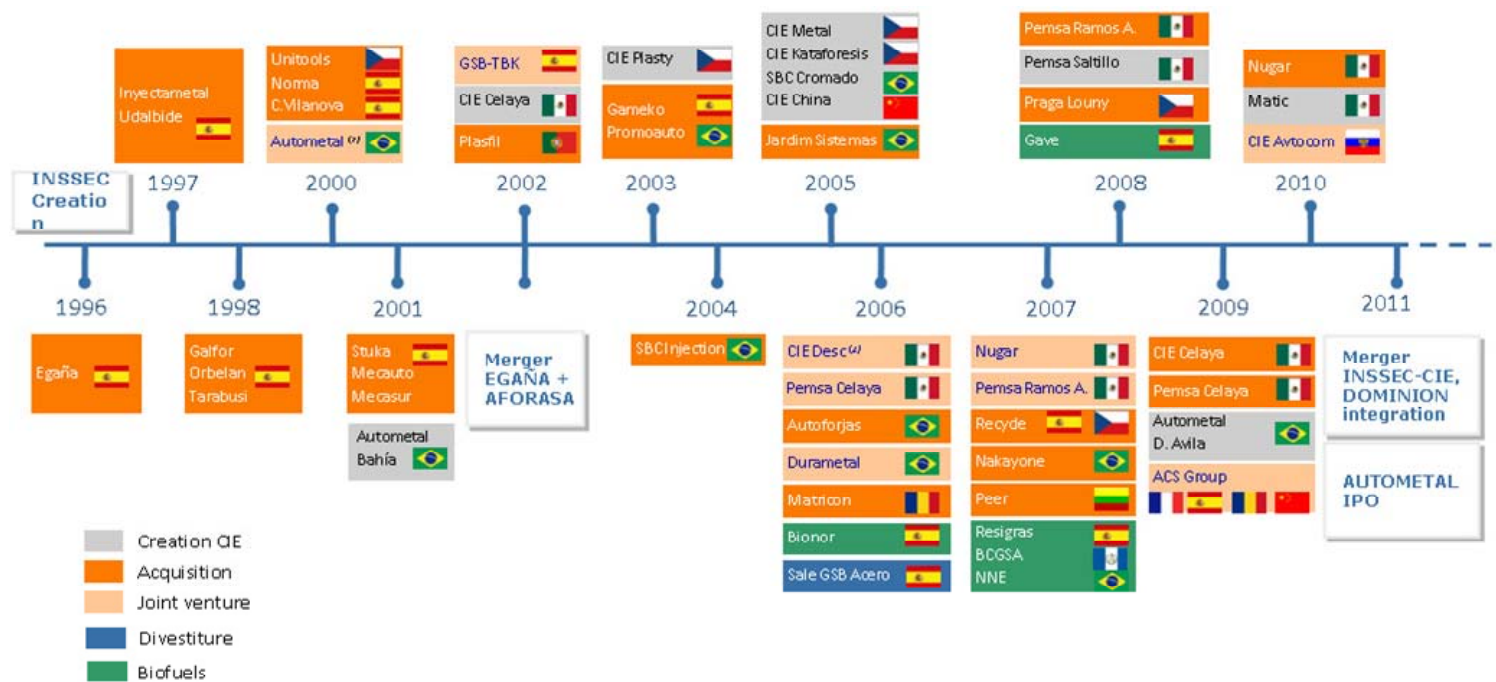 Inyectametal
Udalbide
Unitools
Norma
C.Vilanova
Autometal (1)
GSB-TBK
CIE Celaya
Plasfil
CIE Plasty
Gameko
Promoauto
CIE Metal
CIE Kataforesis
SBC Cromado
CIE China
Jardim Sistemas
Pemsa Ramos A.
Pemsa Saltillo
Praga Louny
Gave
Nugar
Matic
CIE Avtocom
INSSEC
Creatio
n
1997
2000
2002
2003
2005
2008
2010
1996
1998
2001
2004
2006
2007
2009
2011
Egaña
Galfor
Orbelan
Tarabusi
Stuka
Mecauto
Mecasur
Autometal
Bahía
Merger
EGAÑA +
AFORASA
SBCInjection
CIEDesc(2)
Pemsa Celaya
Autoforjas
Durametal
Matricon
Bionor
Sale GSB Acero
Nugar
Pemsa Ramos A.
Recyde
Nakayone
Peer
Resigras
BCGSA
NNE
CIE Celaya
Pemsa Celaya
Autometal
D. Avila
ACS Group
Merger
INSSEC-CIE,
DOMINION
integration
AUTOMETAL
IPO
Creation CIE
Acquisition
Joint venture
Divestiture
Biofuels